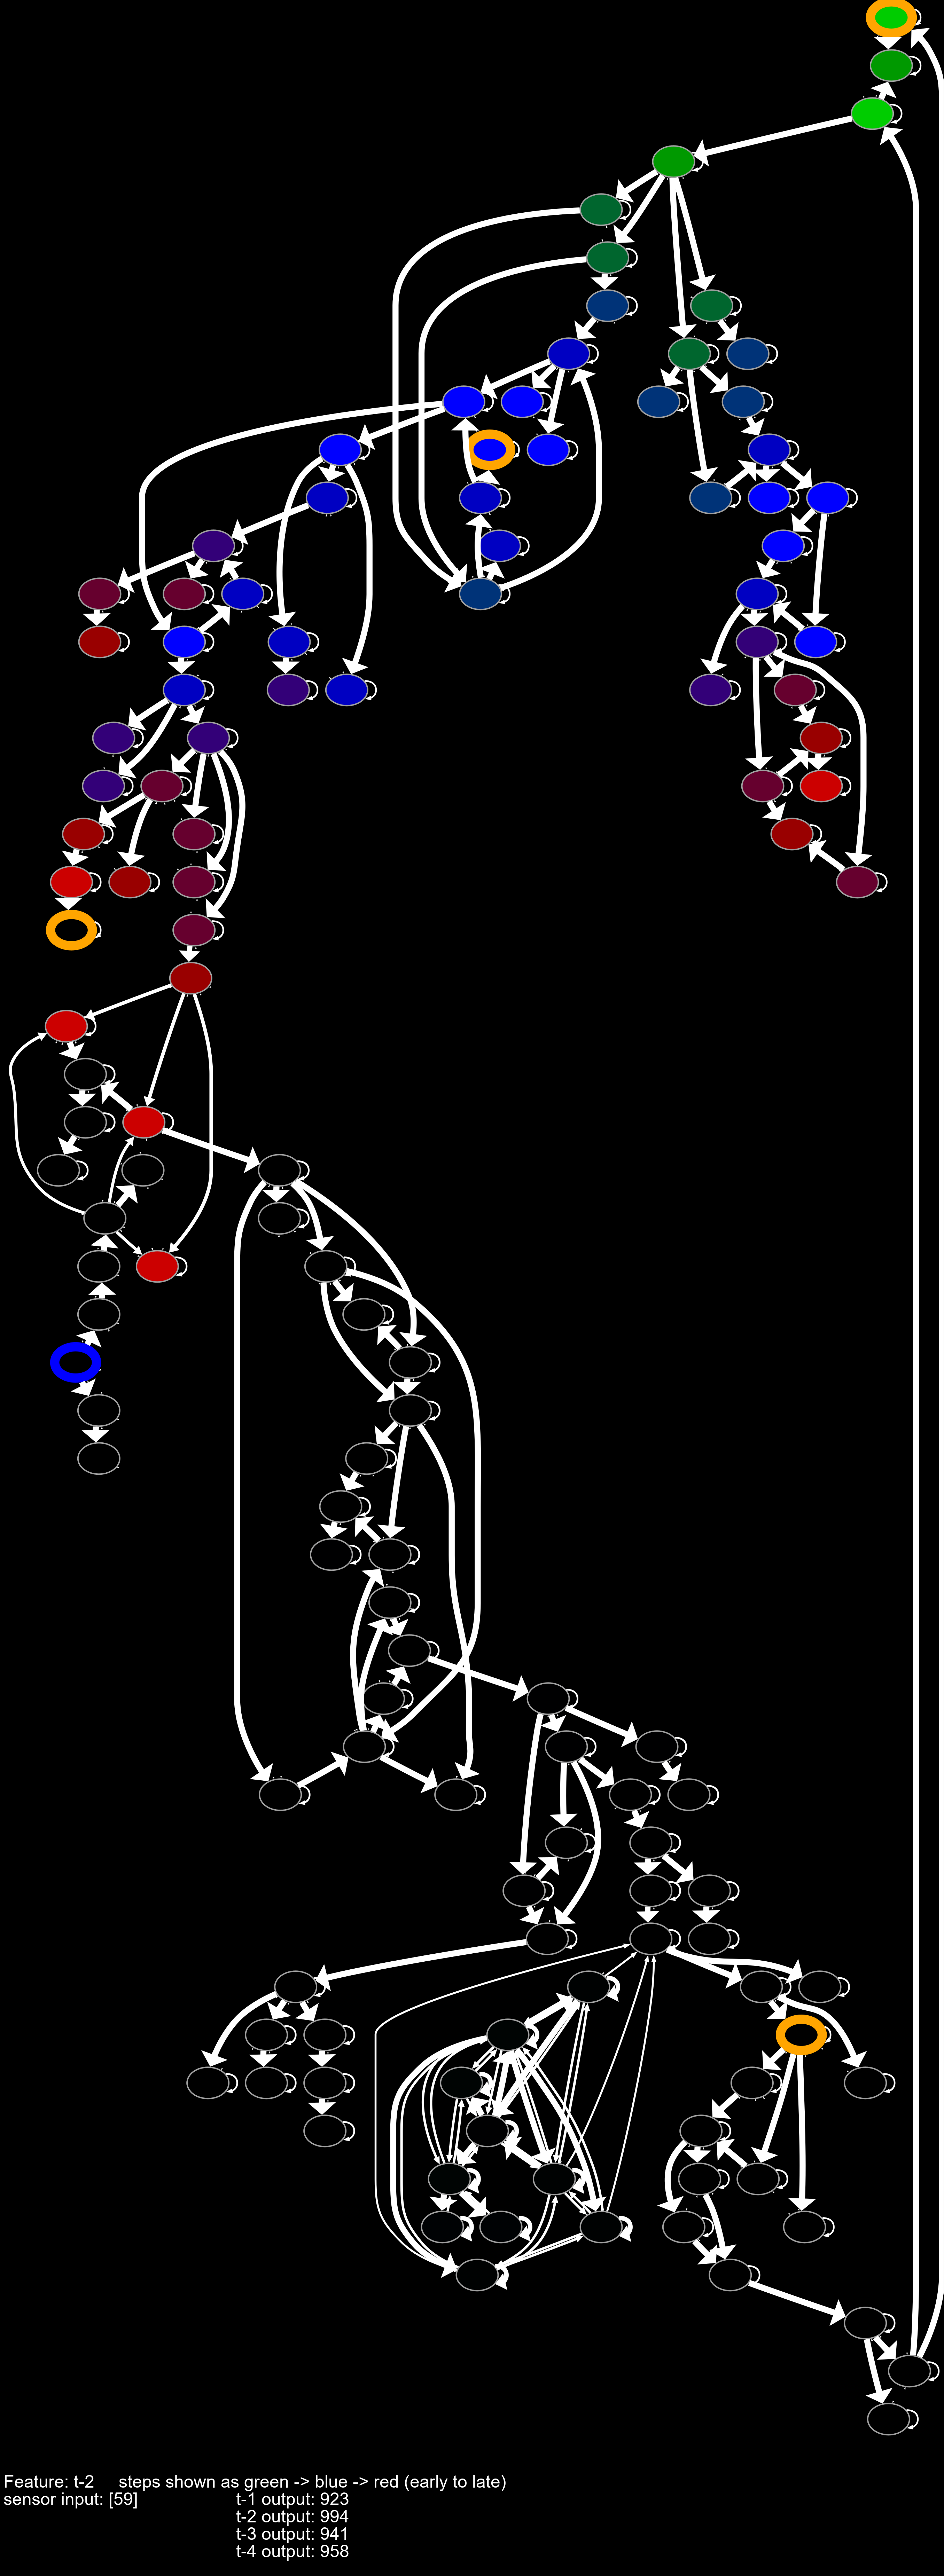 Feature: t-2     steps shown as green -> blue -> red (early to late)
sensor input: [59]     t-1 output: 923
t-2 output: 994
t-3 output: 941
t-4 output: 958